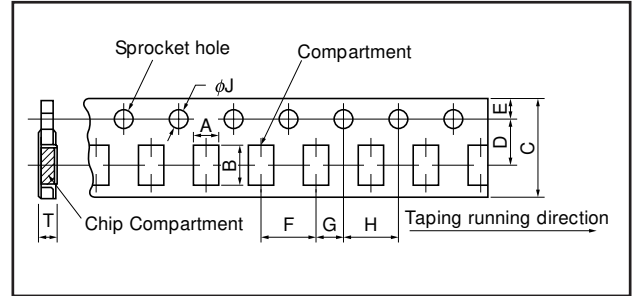 Sprocket hole
Compartment
ϕJ
A
B
E
D
C
T
Chip Compartment
F
G
H
Taping running direction